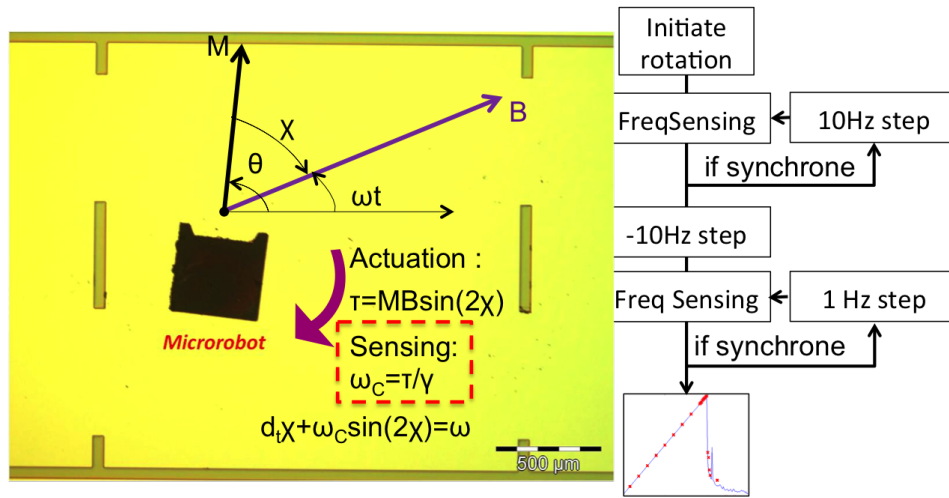 M
B
χ
θ
ωt
Actuation :
τ=MBsin(2χ)
Microrobot
Sensing:
ω_C=τ/γ
d_tχ+ω_Csin(2χ)=ω
500 µm
Initiate
rotation
FreqSensing
10Hz step
if synchrone
-10Hz step
Freq Sensing
1 Hz step
if synchrone